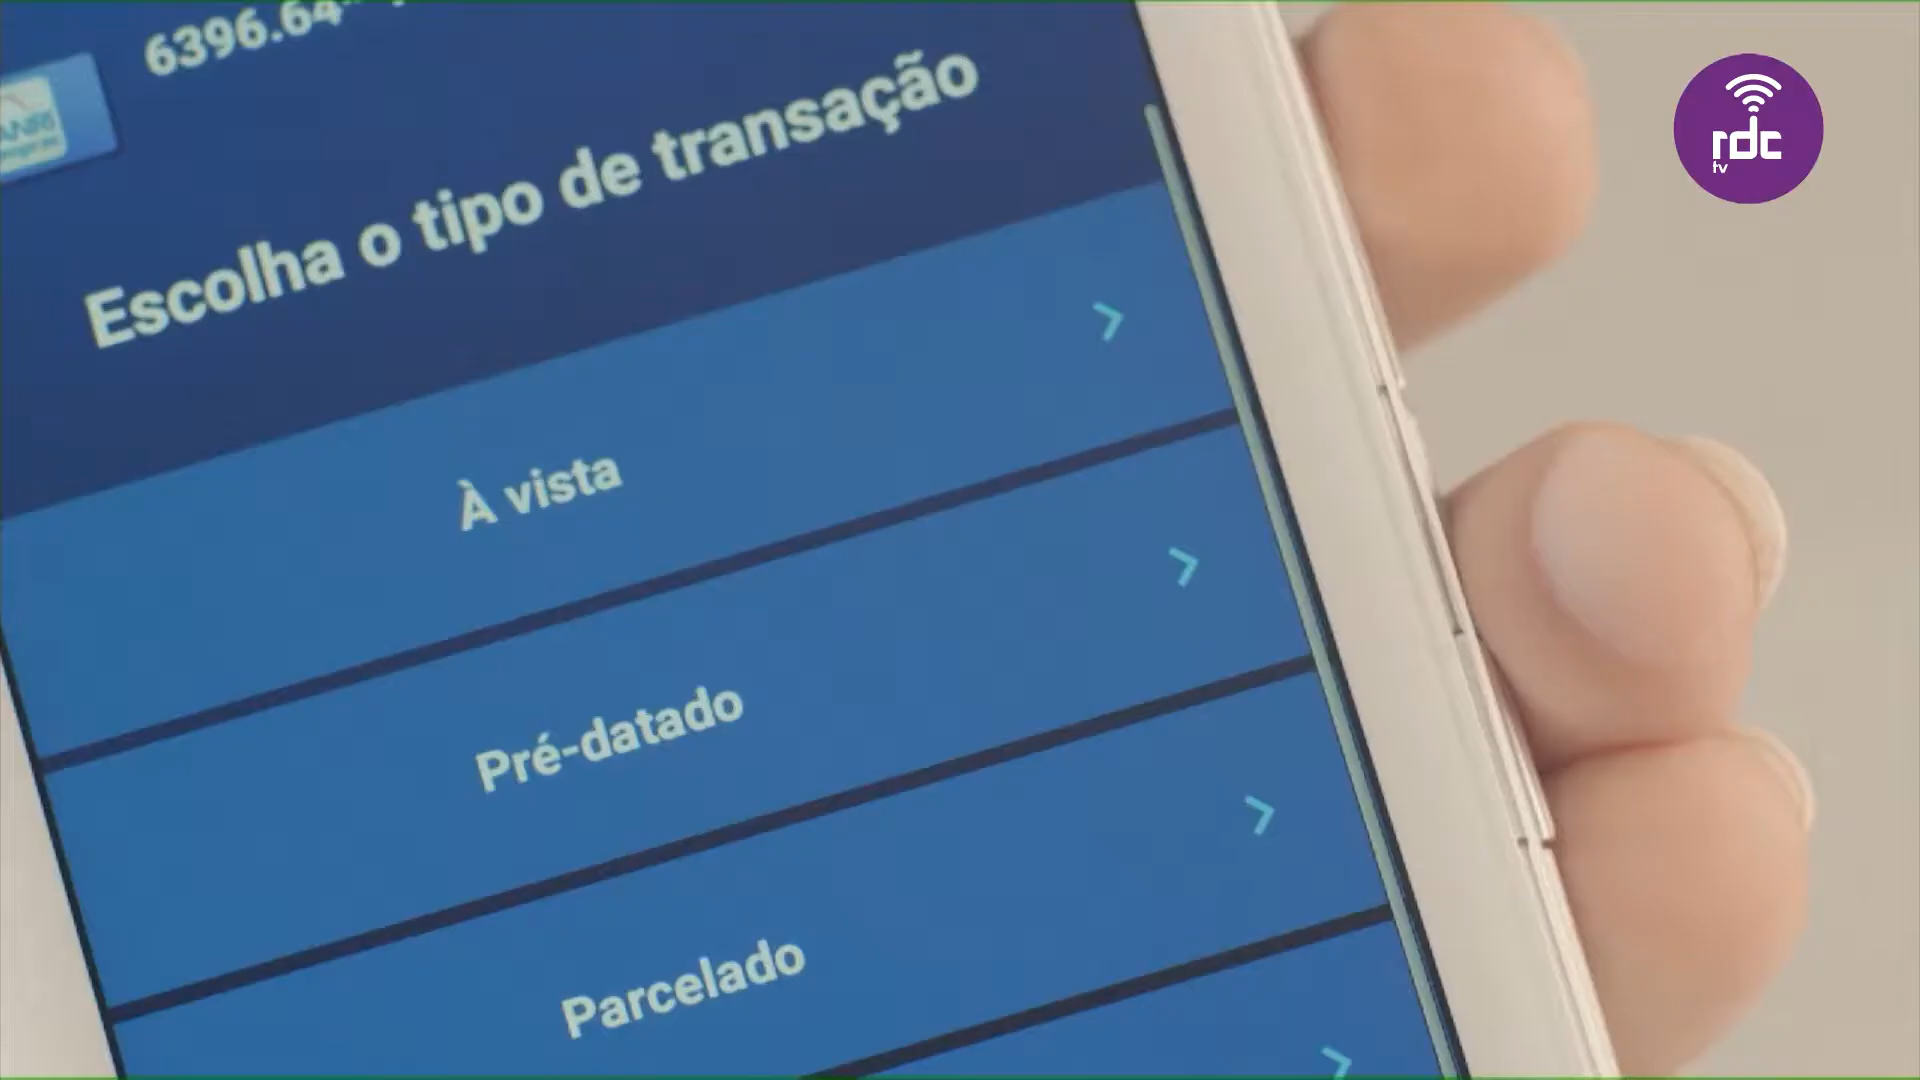 6396.64
Escolha o tipo de transação
À vista
Pré-datado
Parcelado
rdc
tv